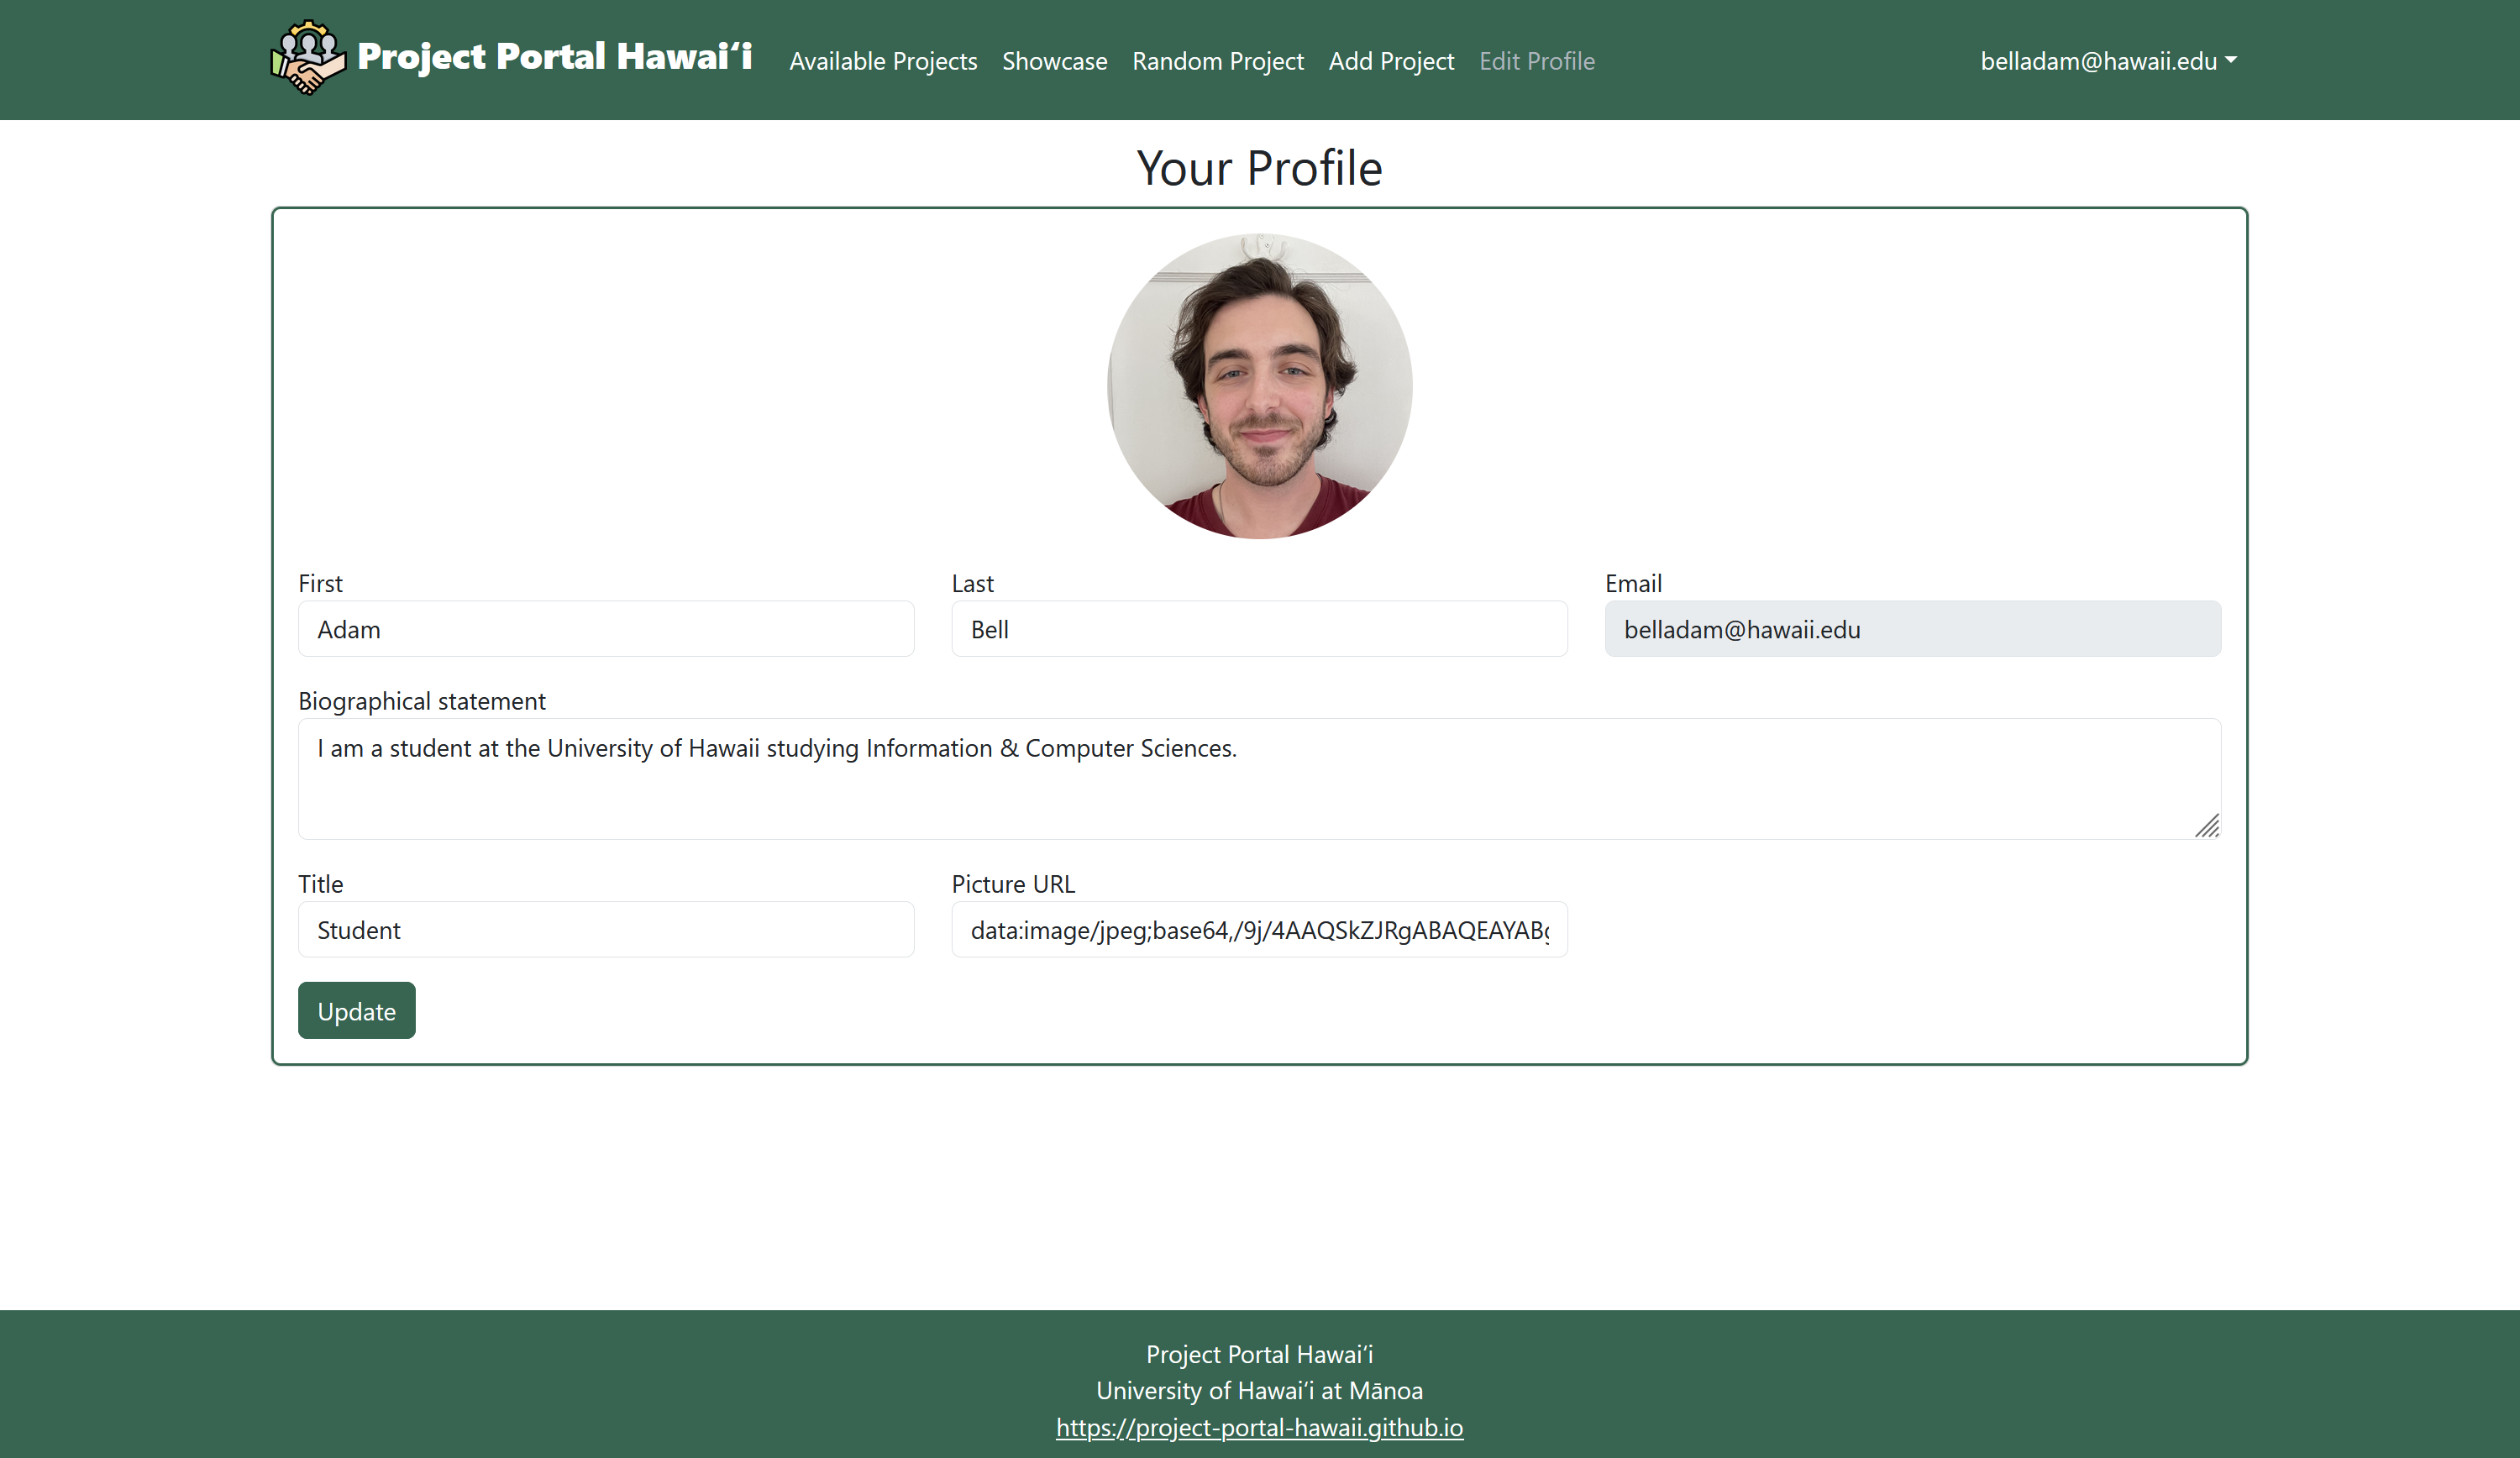 Project Portal Hawaiʻi
Available Projects Showcase Random Project Add Project Edit Profile
belladam@hawaii.edu
Your Profile
First Last Email
Adam Bell belladam@hawaii.edu
Biographical statement
I am a student at the University of Hawaii studying Information & Computer Sciences.
Title Picture URL
Student data:image/jpeg;base64,/9j/4AAQSkZJRgABAQEAYABg
Update
Project Portal Hawaiʻi
University of Hawaiʻi at Mānoa
https://project-portal-hawaii.github.io